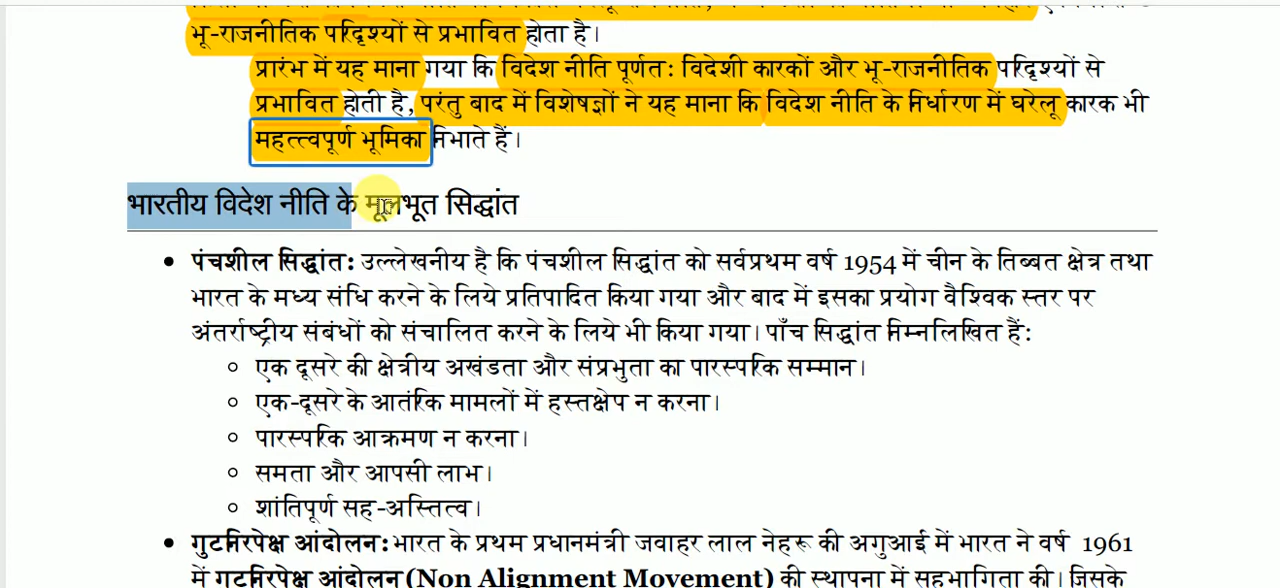 भू-राजनीतिक परिदृश्यों से प्रभावित होता है।
प्रारंभ में यह माना गया कि विदेश नीति पूर्णत: विदेशी कारकों और भू-राजनीतिक परिदृश्यों से
प्रभावित होती है, परंतु बाद में विशेषज्ञों ने यह माना कि विदेश नीति के निर्धारण में घरेलू कारक भी
महत्त्वपूर्ण भूमिका निभाते हैं।
भारतीय विदेश नीति के मूलभूत सिद्धांत
• पंचशील सिद्धांत: उल्लेखनीय है कि पंचशील सिद्धांत को सर्वप्रथम वर्ष 1954 में चीन के तिब्बत क्षेत्र तथा
भारत के मध्य संधि करने के लिये प्रतिपादित किया गया और बाद में इसका प्रयोग वैश्विक स्तर पर
अंतर्राष्ट्रीय संबंधों को संचालित करने के लिये भी किया गया। पाँच सिद्धांत निम्नलिखित हैं:
○ एक दूसरे की क्षेत्रीय अखंडता और संप्रभुता का पारस्परिक सम्मान।
○ एक-दूसरे के आतंरिक मामलों में हस्तक्षेप न करना।
○ पारस्परिक आक्रमण न करना।
○ समता और आपसी लाभ।
○ शांतिपूर्ण सह-अस्तित्व।
• गुटनिरपेक्ष आंदोलन: भारत के प्रथम प्रधानमंत्री जवाहर लाल नेहरू की अगुआई में भारत ने वर्ष 1961
में गुटनिरपेक्ष आंदोलन (Non Alignment Movement) की स्थापना में सहभागिता की। जिसके